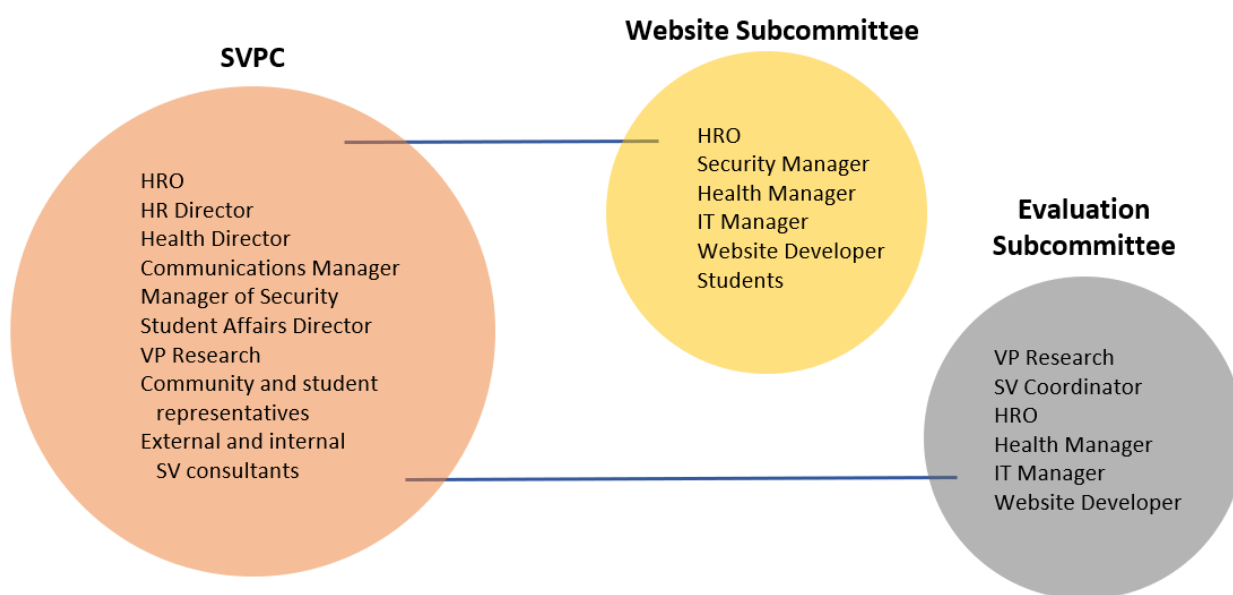 SVPC
HRO
HR Director
Health Director
Communications Manager
Manager of Security
Student Affairs Director
VP Research
Community and student
representatives
External and internal
SV consultants
Website Subcommittee
HRO
Security Manager
Health Manager
IT Manager
Website Developer
Students
Evaluation
Subcommittee
VP Research
SV Coordinator
HRO
Health Manager
IT Manager
Website Developer